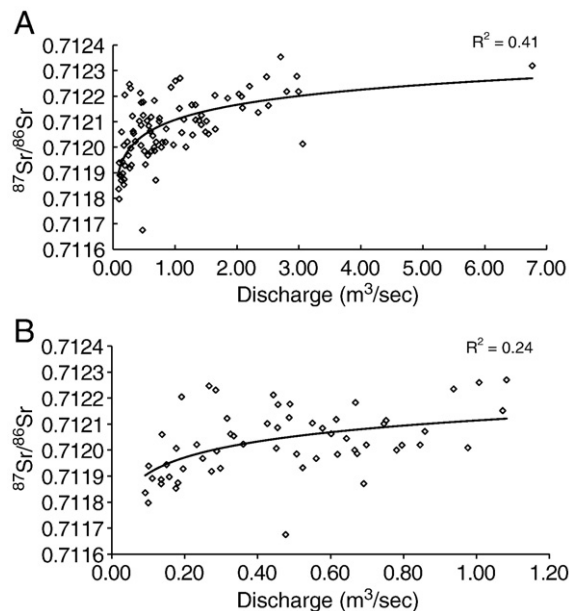 A
R² = 0.41
⁸⁷Sr/⁸⁶Sr
0.7124
0.7123
0.7122
0.7121
0.7120
0.7119
0.7118
0.7117
0.7116
0.00 1.00 2.00 3.00 4.00 5.00 6.00 7.00
Discharge (m³/sec)
B
R² = 0.24
⁸⁷Sr/⁸⁶Sr
0.7124
0.7123
0.7122
0.7121
0.7120
0.7119
0.7118
0.7117
0.7116
0.00 0.20 0.40 0.60 0.80 1.00 1.20
Discharge (m³/sec)